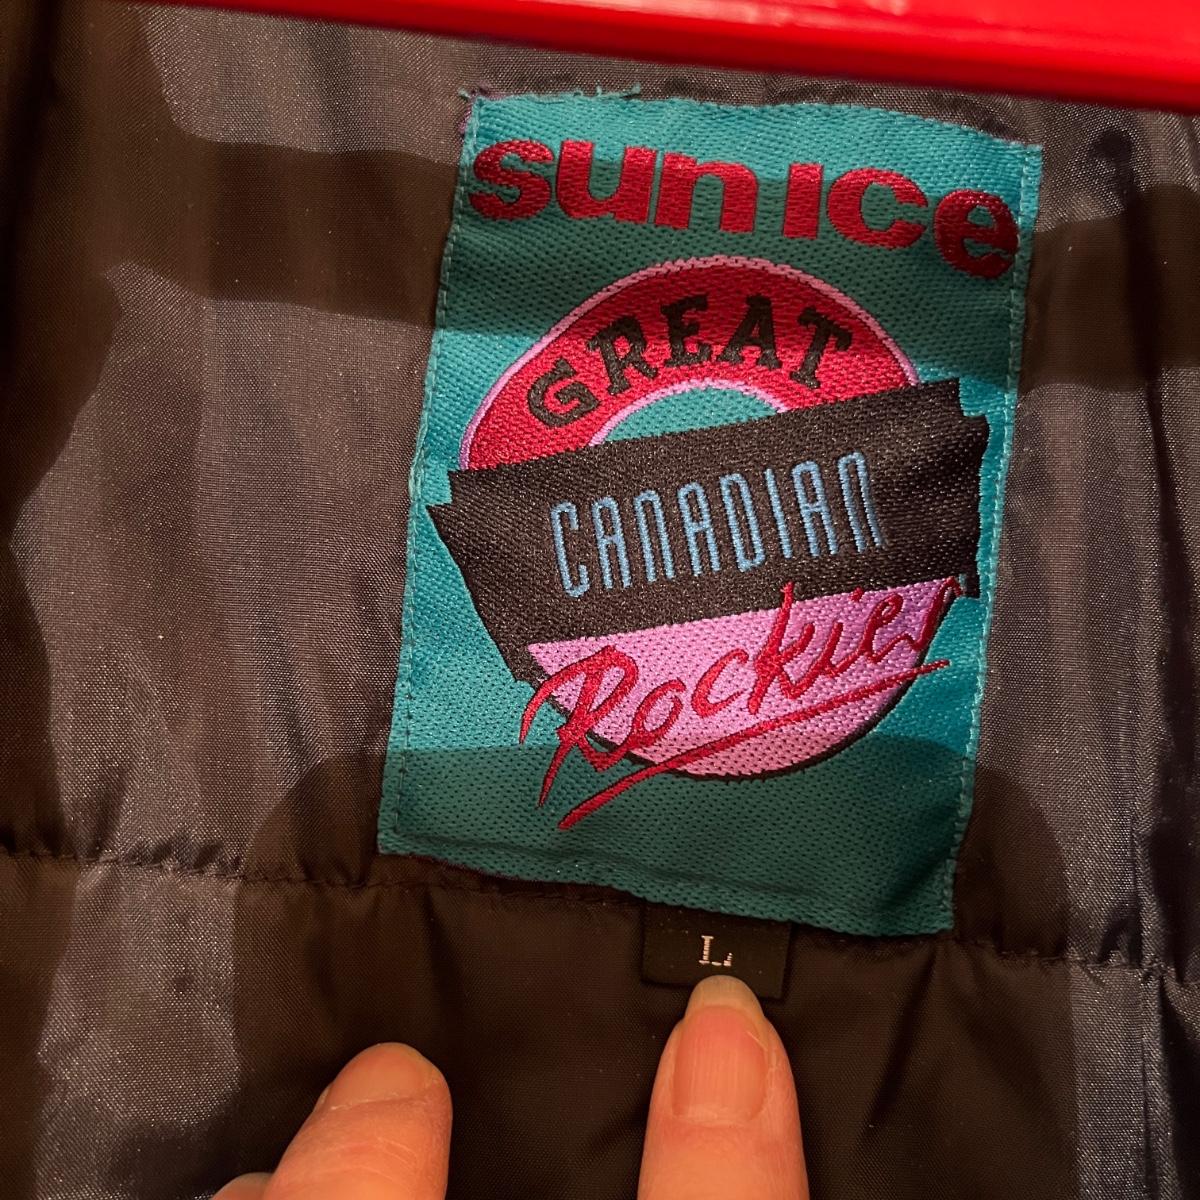 sun ice
GREAT
CANADIAN
Rockies
L